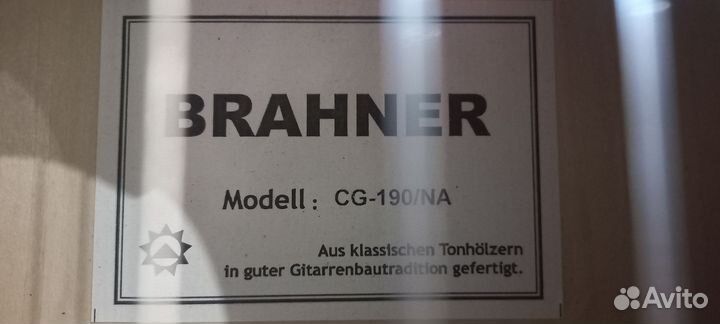 BRAHNER
Modell : CG-190/NA
Aus klassischen Tonhölzern
in guter Gitarrenbautradition gefertigt.
Avito